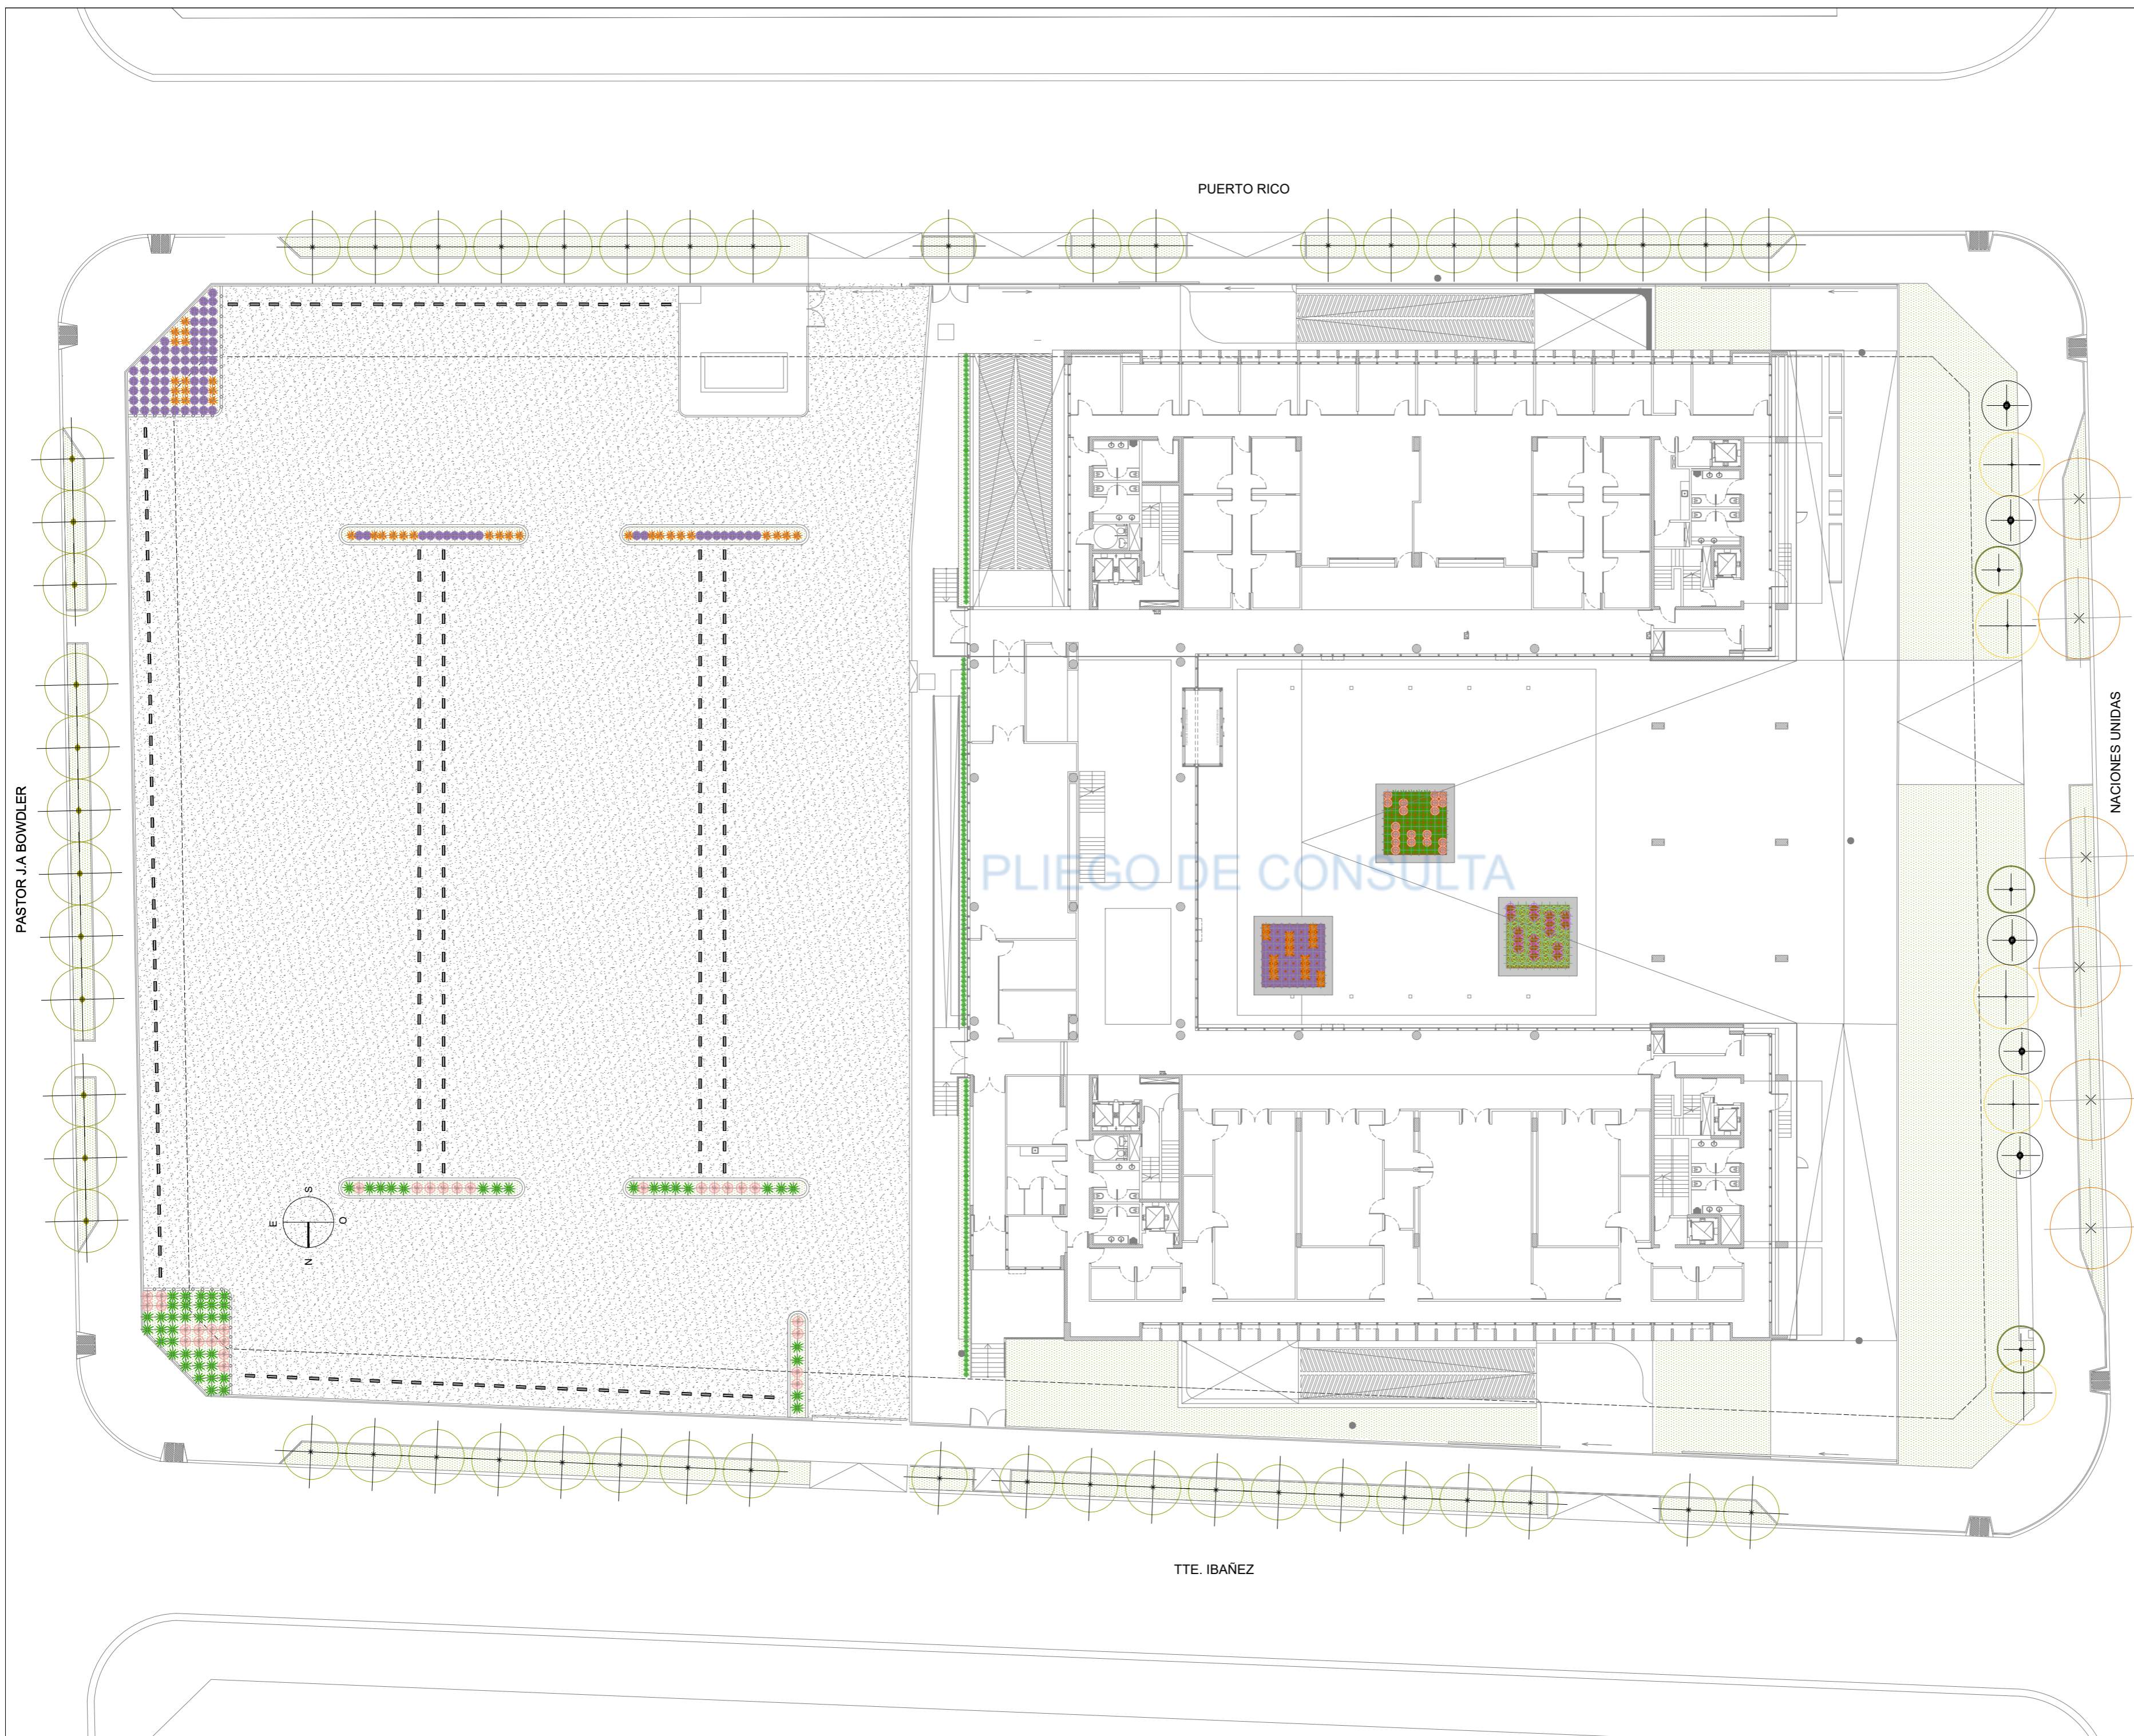 PUERTO RICO
PASTOR J.A BOWDLER
NACIONES UNIDAS
PLIEGO DE CONSULTA
S
E
O
N
TTE. IBAÑEZ